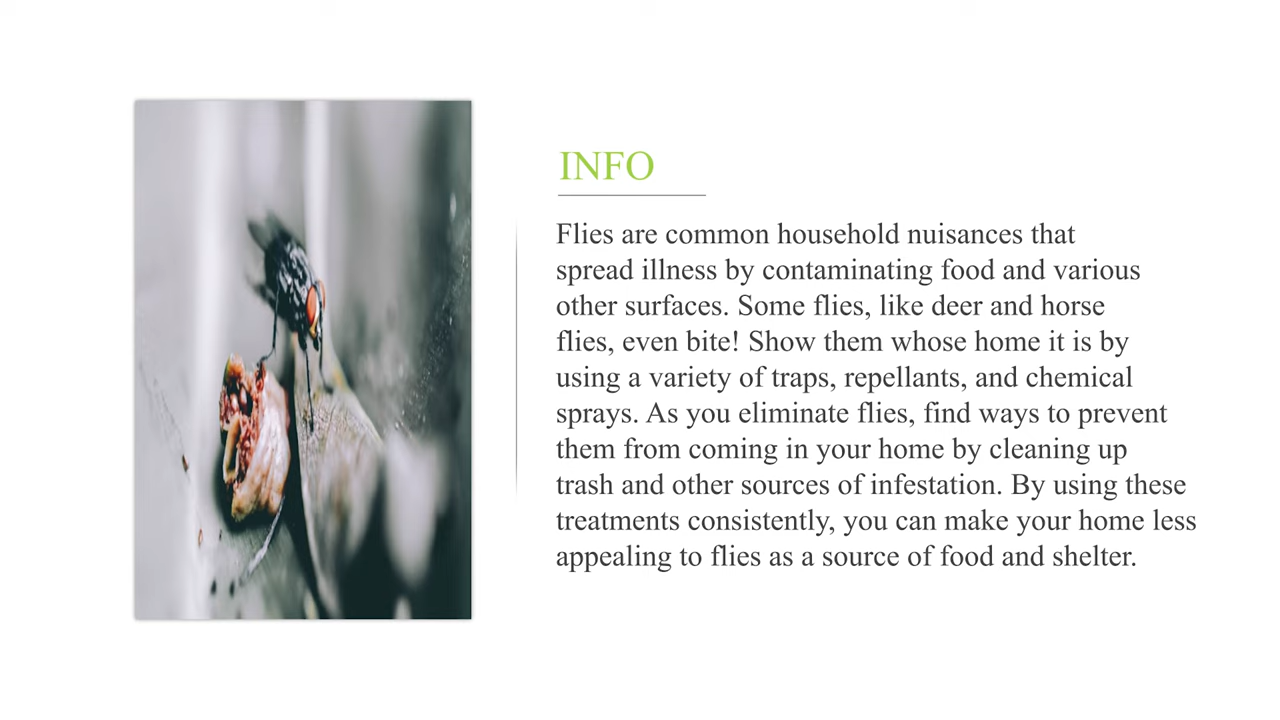 INFO
Flies are common household nuisances that
spread illness by contaminating food and various
other surfaces. Some flies, like deer and horse
flies, even bite! Show them whose home it is by
using a variety of traps, repellants, and chemical
sprays. As you eliminate flies, find ways to prevent
them from coming in your home by cleaning up
trash and other sources of infestation. By using these
treatments consistently, you can make your home less
appealing to flies as a source of food and shelter.